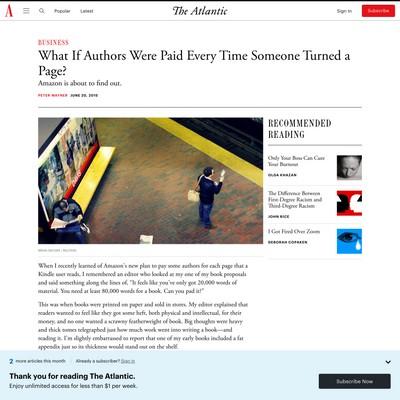 Popular
Latest
The Atlantic
Sign In
Subscribe
BUSINESS
What If Authors Were Paid Every Time Someone Turned a
Page?
Amazon is about to find out.
PETER WAYNER JUNE 20, 2015
RECOMMENDED
READING
Only Your Boss Can Cure
Your Burnout
OLGA KHAZAN
The Difference Between
First-Degree Racism and
Third-Degree Racism
JOHN RICE
I Got Fired Over Zoom
DEBORAH COPAKEN
When I recently learned of Amazon's new plan to pay some authors for each page that a
Kindle user reads, I remembered an editor who looked at my one of my book proposals
and said something along the lines of, "It feels like you've only got 20,000 words of
material. You need at least 80,000 words for a book. Can you pad it?"
This was when books were printed on paper and sold in stores. My editor explained that
readers wanted to feel like they got some heft, both physical and intellectual, for their
money, and no one wanted a scrawny featherweight of book. Big thoughts were heavy
and thick tomes telegraphed just how much work went into writing a book—and
reading it. I'm slightly embarrassed to report that one of my early books included a fat
appendix just so its thickness would stand out on the shelf.
2 more articles this month
Already a subscriber? Sign in
Thank you for reading The Atlantic.
Enjoy unlimited access for less than $1 per week.
Subscribe Now